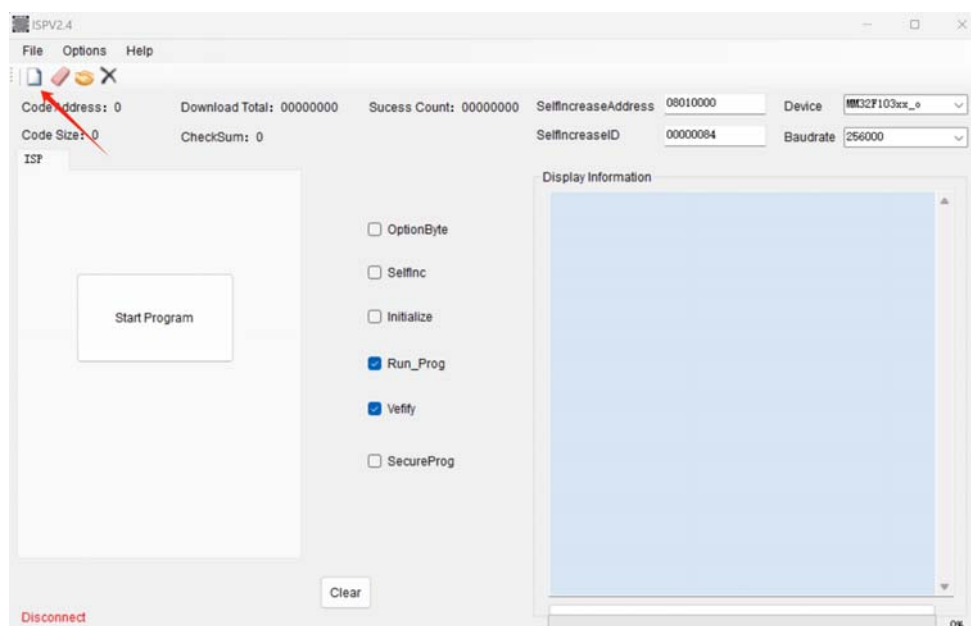 ISPV2.4
File Options Help
Code Address: 0 Download Total: 00000000 Sucess Count: 00000000 SelfIncreaseAddress 08010000 Device MM32F103xx_o
Code Size: 0 CheckSum: 0 SelfIncreaseID 00000084 Baudrate 256000
ISP
Display Information
OptionByte
SelfInc
Start Program
Initialize
Run_Prog
Vefify
SecureProg
Clear
Disconnect
0%